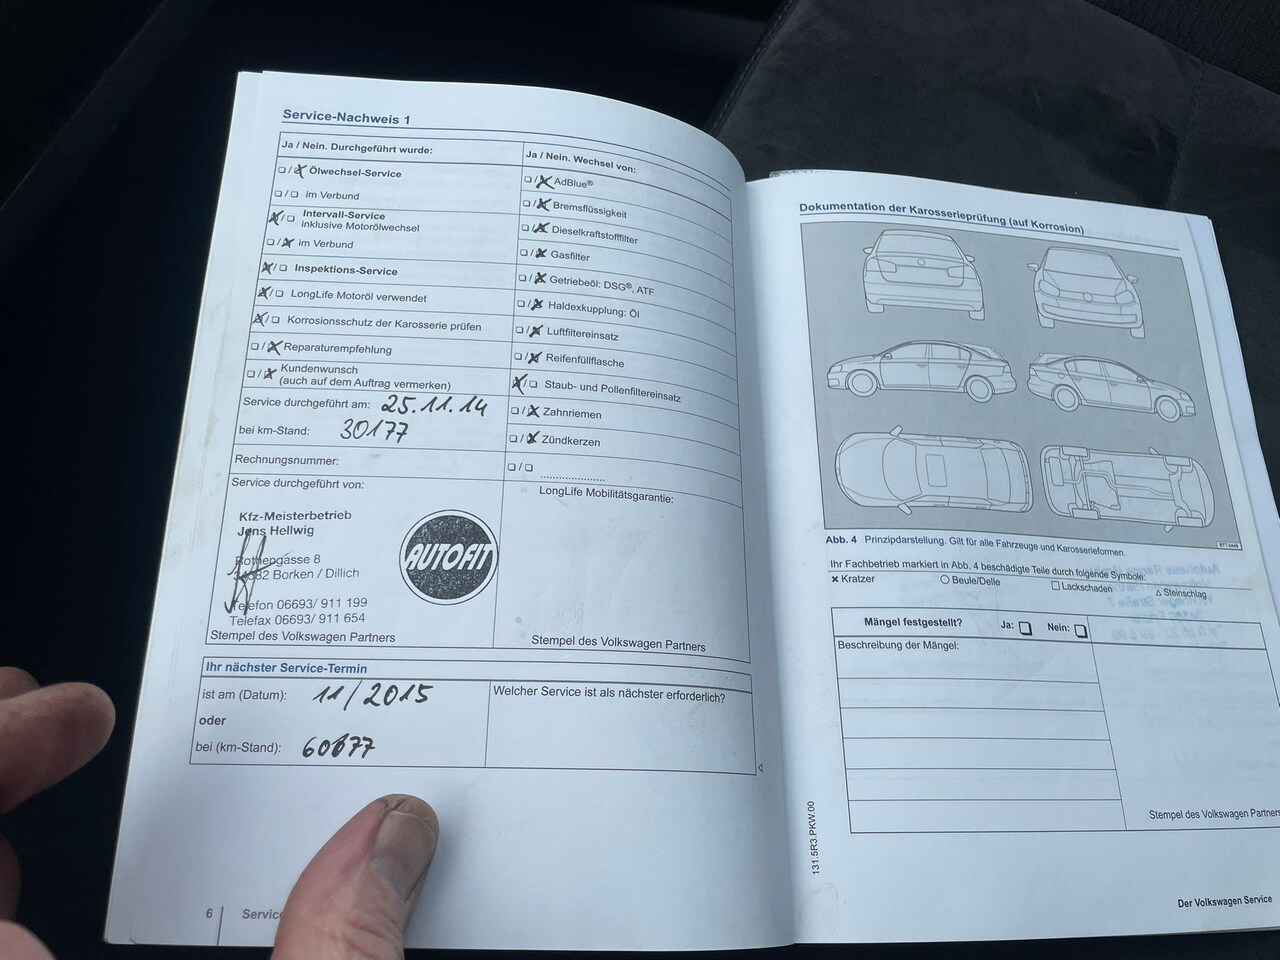 Service-Nachweis 1
Ja / Nein. Durchgeführt wurde:
❏ / ❏ Ölwechsel-Service
❏ / ❏ im Verbund
❏ / ❏ Intervall-Service
inklusive Motorölwechsel
❏ / ❏ im Verbund
❏ / ❏ Inspektions-Service
❏ / ❏ LongLife Motoröl verwendet
❏ / ❏ Korrosionsschutz der Karosserie prüfen
❏ / ❏ Reparaturempfehlung
❏ / ❏ Kundenwunsch
(auch auf dem Auftrag vermerken)
Service durchgeführt am: 25.11.14
bei km-Stand: 30177
Rechnungsnummer:
Service durchgeführt von:
Kfz-Meisterbetrieb
Jens Hellwig
Rothengasse 8
34582 Borken / Dillich
Telefon 06693/ 911 199
Telefax 06693/ 911 654
AUTOFIT
Stempel des Volkswagen Partners
Ja / Nein. Wechsel von:
❏ / ❏ AdBlue®
❏ / ❏ Bremsflüssigkeit
❏ / ❏ Dieselkraftstofffilter
❏ / ❏ Gasfilter
❏ / ❏ Getriebeöl: DSG®, ATF
❏ / ❏ Haldexkupplung: Öl
❏ / ❏ Luftfiltereinsatz
❏ / ❏ Reifenfüllflasche
❏ / ❏ Staub- und Pollenfiltereinsatz
❏ / ❏ Zahnriemen
❏ / ❏ Zündkerzen
❏ / ❏ ....................
LongLife Mobilitätsgarantie:
Stempel des Volkswagen Partners
Ihr nächster Service-Termin
ist am (Datum): 11/2015
oder
bei (km-Stand): 60177
Welcher Service ist als nächster erforderlich?
6 Servic
Dokumentation der Karosserieprüfung (auf Korrosion)
Abb. 4 Prinzipdarstellung. Gilt für alle Fahrzeuge und Karosserieformen.
Ihr Fachbetrieb markiert in Abb. 4 beschädigte Teile durch folgende Symbole:
× Kratzer ○ Beule/Delle □ Lackschaden △ Steinschlag
Mängel festgestellt? Ja: ❏ Nein: ❏
Beschreibung der Mängel:
Stempel des Volkswagen Partners
131.5R3.PKW.00
Der Volkswagen Service